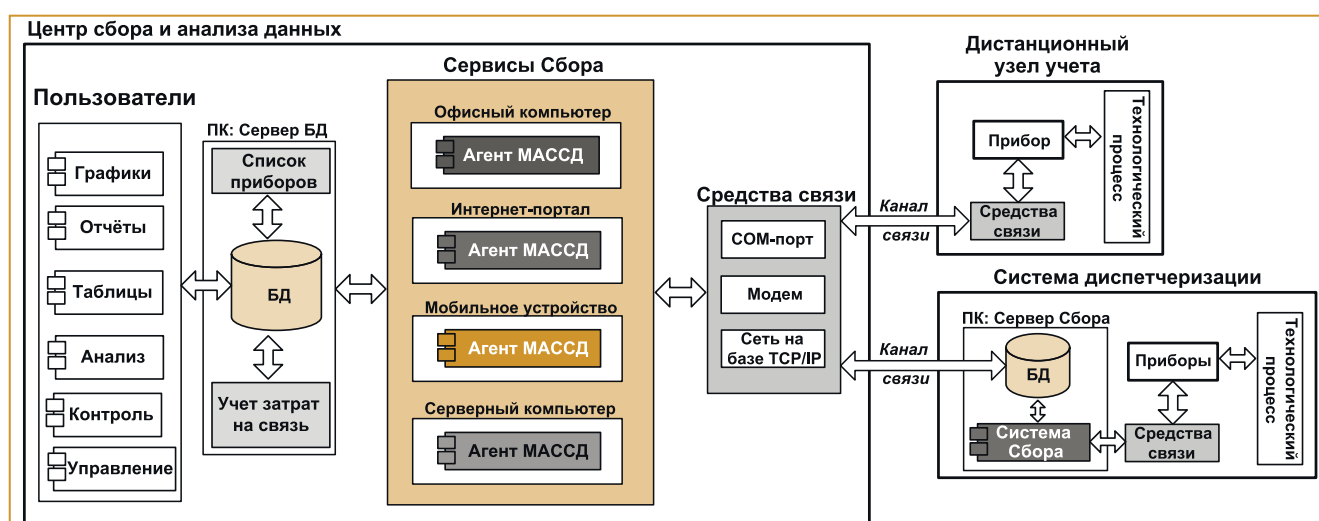 Центр сбора и анализа данных
Пользователи
Графики
Отчёты
Таблицы
Анализ
Контроль
Управление
ПК: Сервер БД
Список
приборов
БД
Учет затрат
на связь
Сервисы Сбора
Офисный компьютер
Агент МАССД
Интернет-портал
Агент МАССД
Мобильное устройство
Агент МАССД
Серверный компьютер
Агент МАССД
Средства связи
COM-порт
Модем
Сеть на
базе TCP/IP
Канал
связи
Канал
связи
Дистанционный
узел учета
Прибор
Средства
связи
Технологический
процесс
Система диспетчеризации
ПК: Сервер Сбора
БД
Система
Сбора
Приборы
Средства
связи
Технологический
процесс